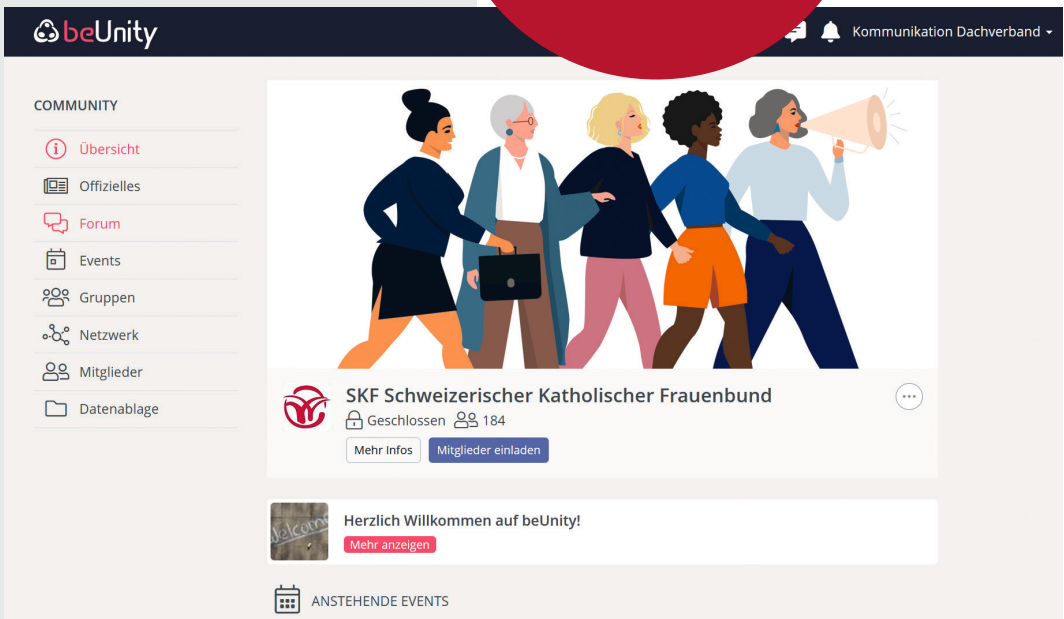 beUnity
Kommunikation Dachverband
COMMUNITY
Übersicht
Offizielles
Forum
Events
Gruppen
Netzwerk
Mitglieder
Datenablage
SKF Schweizerischer Katholischer Frauenbund
Geschlossen 184
Mehr Infos Mitglieder einladen
Welcome
Herzlich Willkommen auf beUnity!
Mehr anzeigen
ANSTEHENDE EVENTS